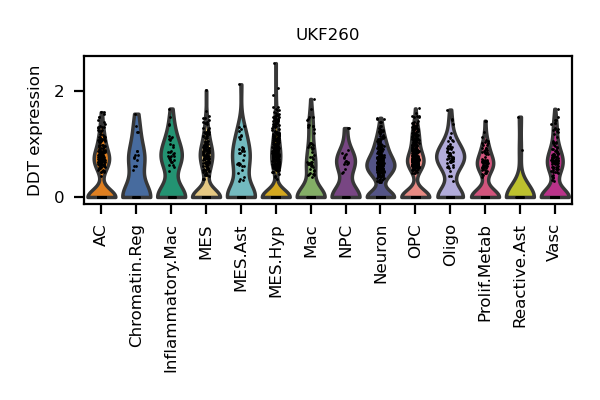 UKF260
DDT expression
2
0
AC
Chromatin.Reg
Inflammatory.Mac
MES
MES.Ast
MES.Hyp
Mac
NPC
Neuron
OPC
Oligo
Prolif.Metab
Reactive.Ast
Vasc